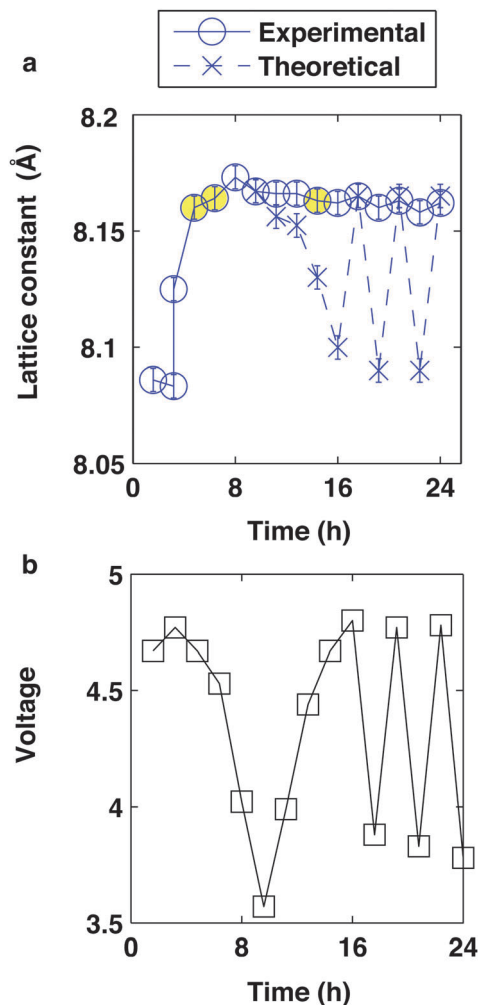 Experimental
Theoretical
a
8.2
8.15
8.1
8.05
0
8
16
24
Lattice constant (Å)
Time (h)
b
5
4.5
4
3.5
0
8
16
24
Voltage
Time (h)